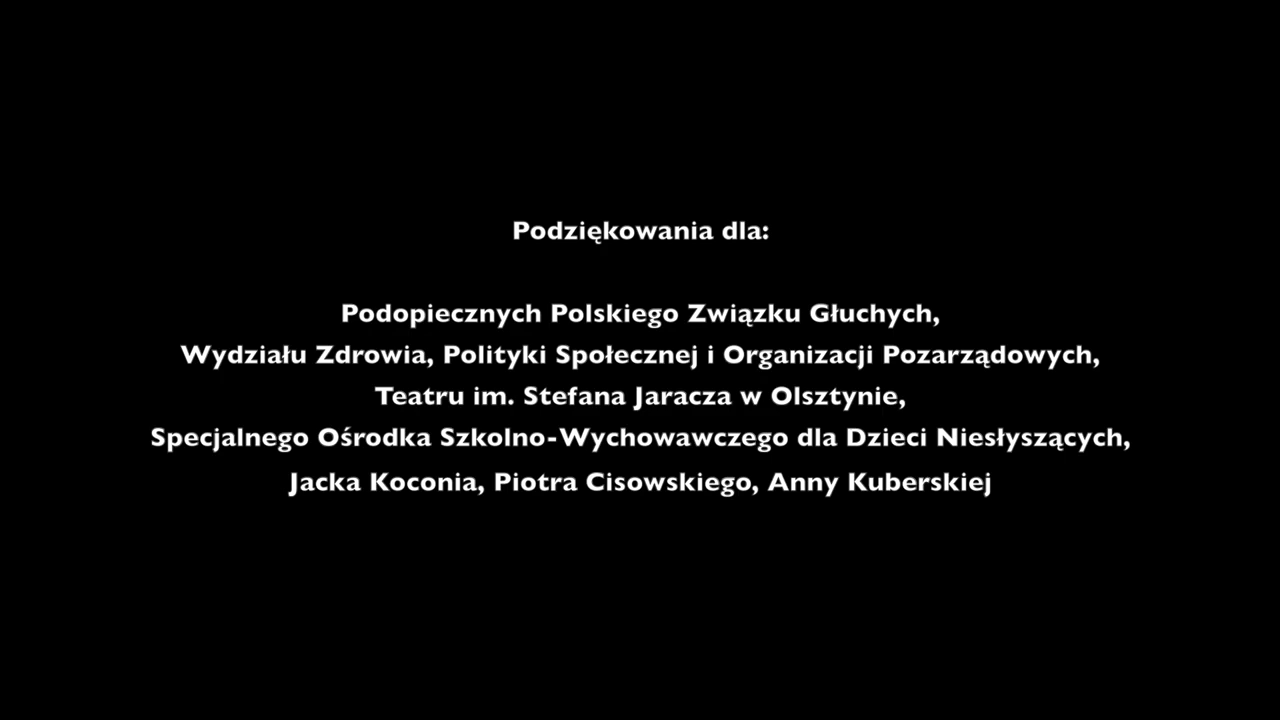 Podziękowania dla:
Podopiecznych Polskiego Związku Głuchych,
Wydziału Zdrowia, Polityki Społecznej i Organizacji Pozarządowych,
Teatru im. Stefana Jaracza w Olsztynie,
Specjalnego Ośrodka Szkolno-Wychowawczego dla Dzieci Niesłyszących,
Jacka Koconia, Piotra Cisowskiego, Anny Kuberskiej